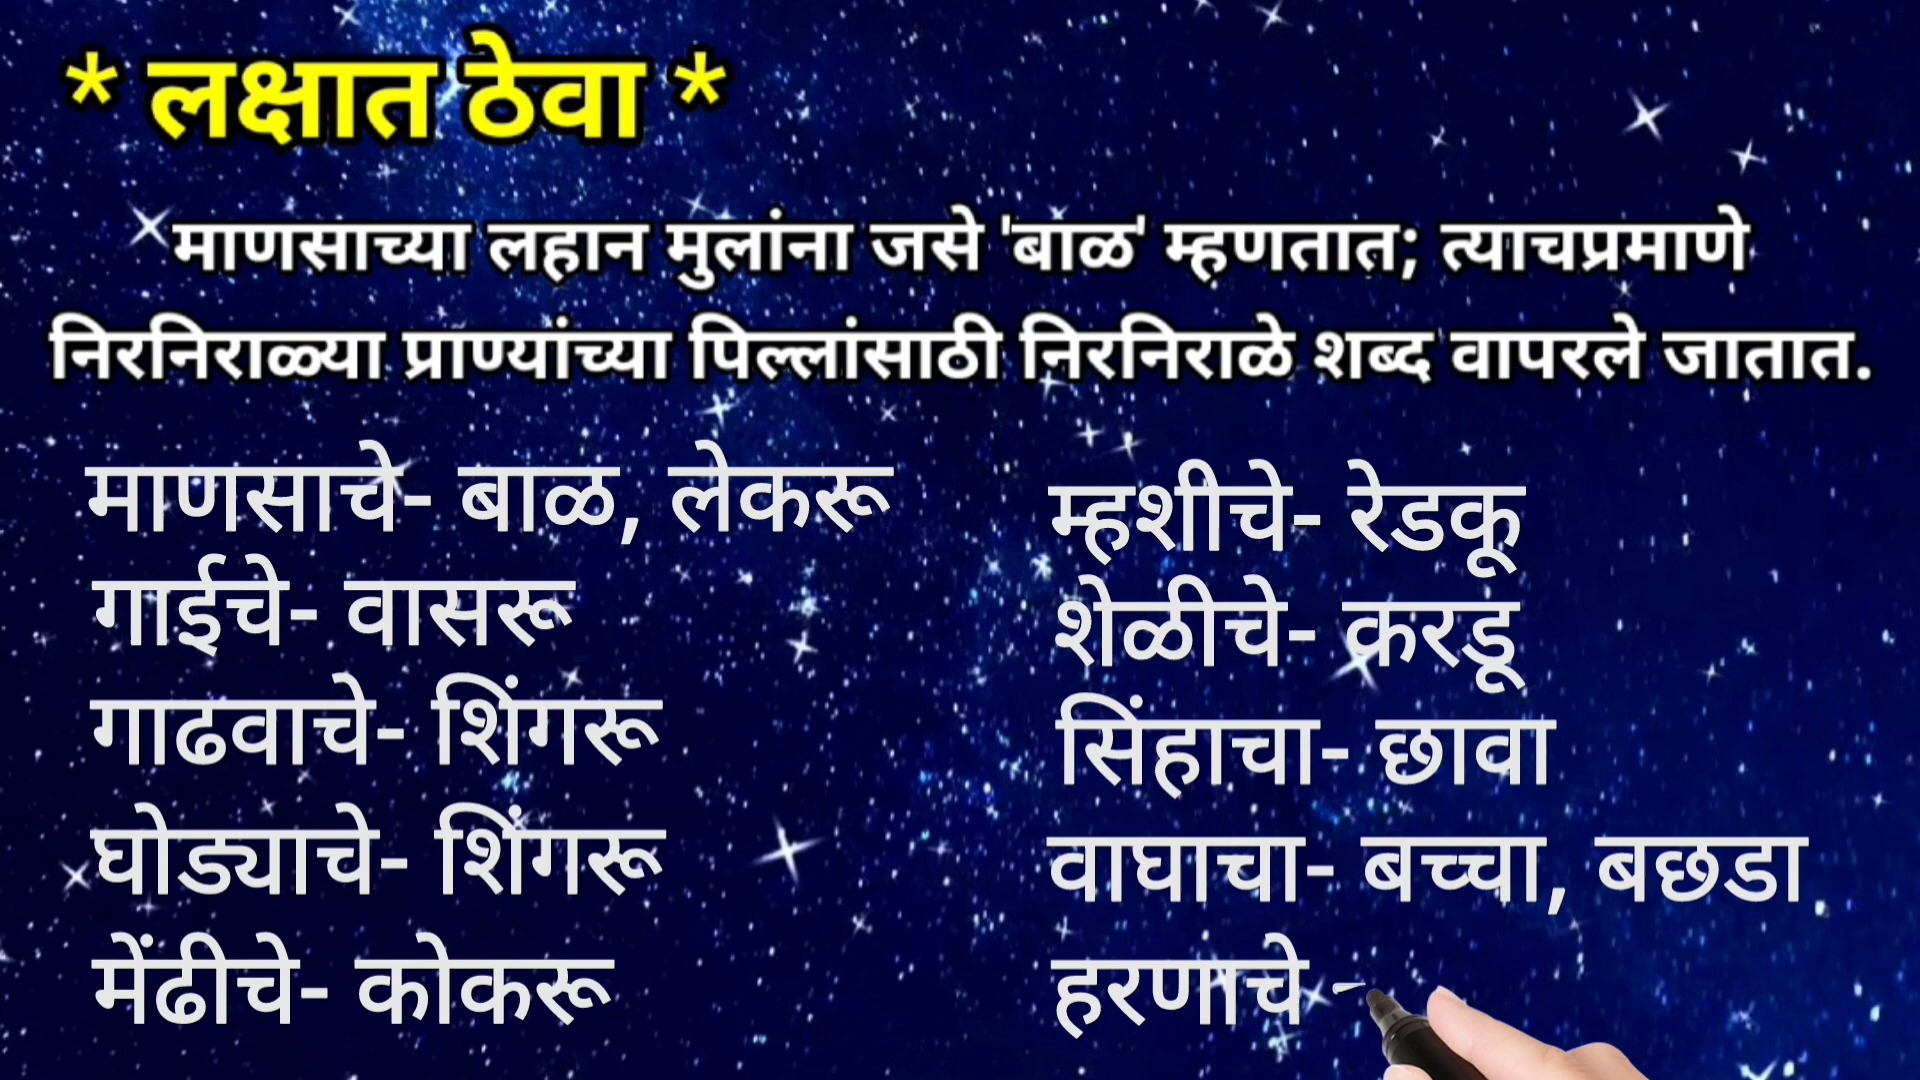 * लक्षात ठेवा *
माणसाच्या लहान मुलांना जसे 'बाळ' म्हणतात; त्याचप्रमाणे
निरनिराळ्या प्राण्यांच्या पिल्लांसाठी निरनिराळे शब्द वापरले जातात.
माणसाचे- बाळ, लेकरू
गाईचे- वासरू
गाढवाचे- शिंगरू
घोड्याचे- शिंगरू
मेंढीचे- कोकरू
म्हशीचे- रेडकू
शेळीचे- करडू
सिंहाचा- छावा
वाघाचा- बच्चा, बछडा
हरणाचे -